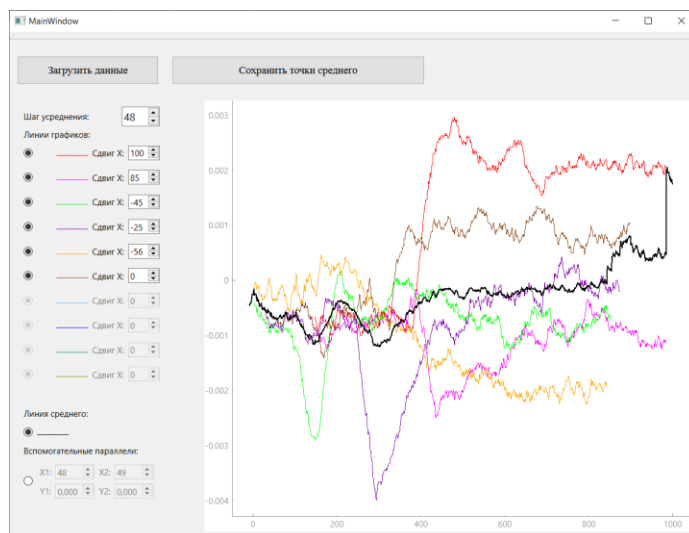 MainWindow
Загрузить данные
Сохранить точки среднего
Шаг усреднения: 48
Линии графиков:
Сдвиг X: 100
Сдвиг X: 85
Сдвиг X: -45
Сдвиг X: -25
Сдвиг X: -56
Сдвиг X: 0
Сдвиг X: 0
Сдвиг X: 0
Сдвиг X: 0
Сдвиг X: 0
Линия среднего:
Вспомогательные параллели:
X1: 48 X2: 49
Y1: 0,000 Y2: 0,000
0.003
0.002
0.001
0
-0.001
-0.002
-0.003
-0.004
0 200 400 600 800 1000